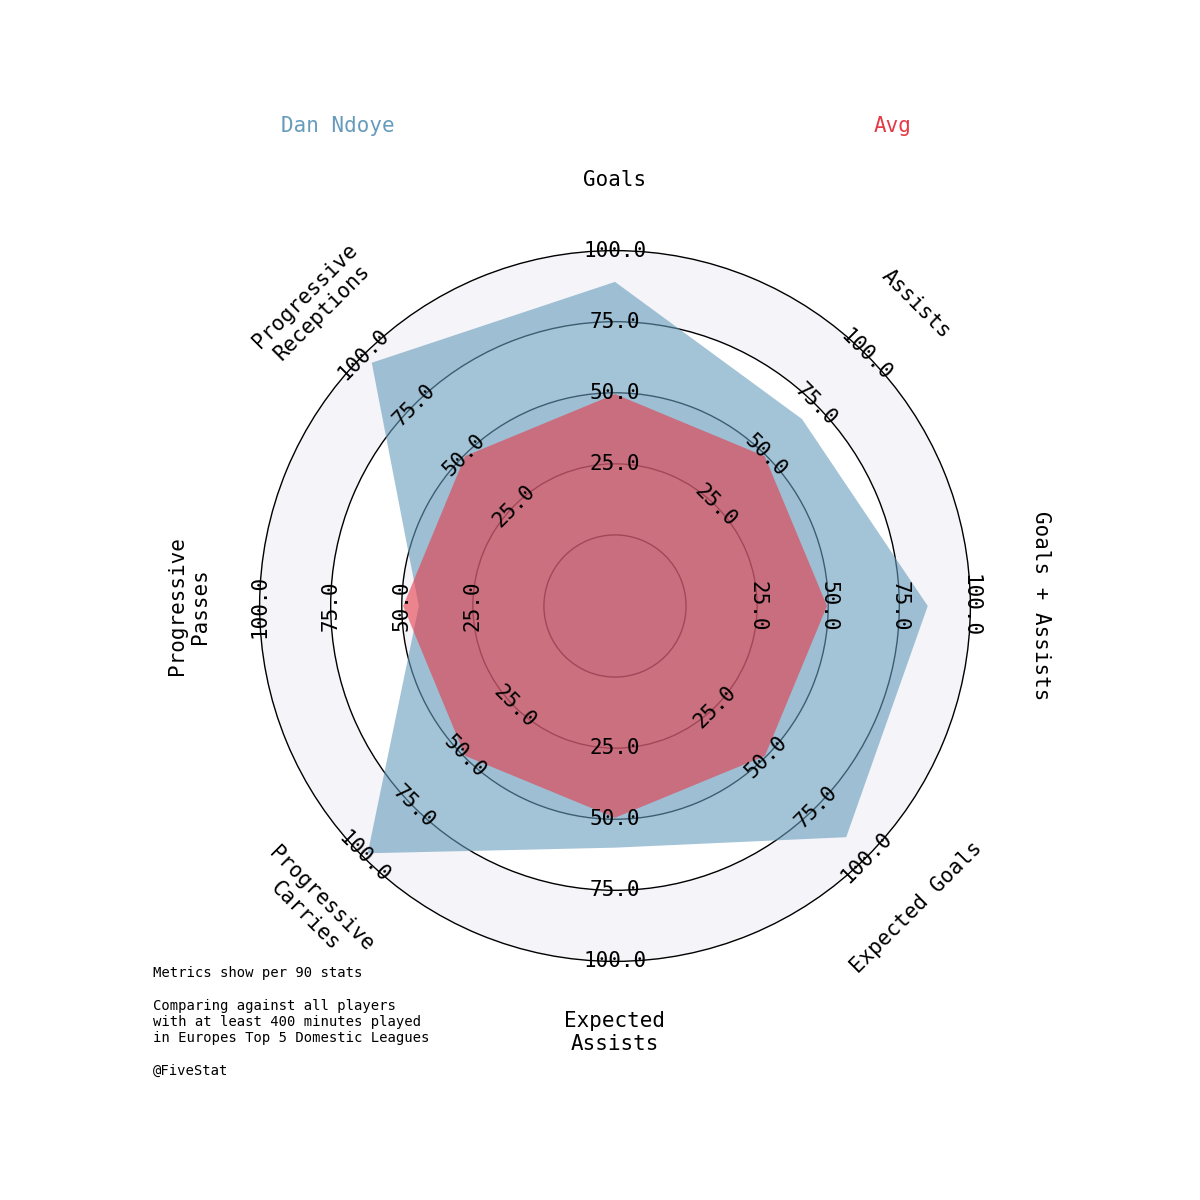 Dan Ndoye
Avg
Goals
Assists
Goals + Assists
Expected Goals
Expected
Assists
Progressive
Carries
Progressive
Passes
Progressive
Receptions
25.0
50.0
75.0
100.0
25.0
50.0
75.0
100.0
25.0
50.0
75.0
100.0
25.0
50.0
75.0
100.0
25.0
50.0
75.0
100.0
25.0
50.0
75.0
100.0
25.0
50.0
75.0
100.0
25.0
50.0
75.0
100.0
Metrics show per 90 stats
Comparing against all players
with at least 400 minutes played
in Europes Top 5 Domestic Leagues
@FiveStat